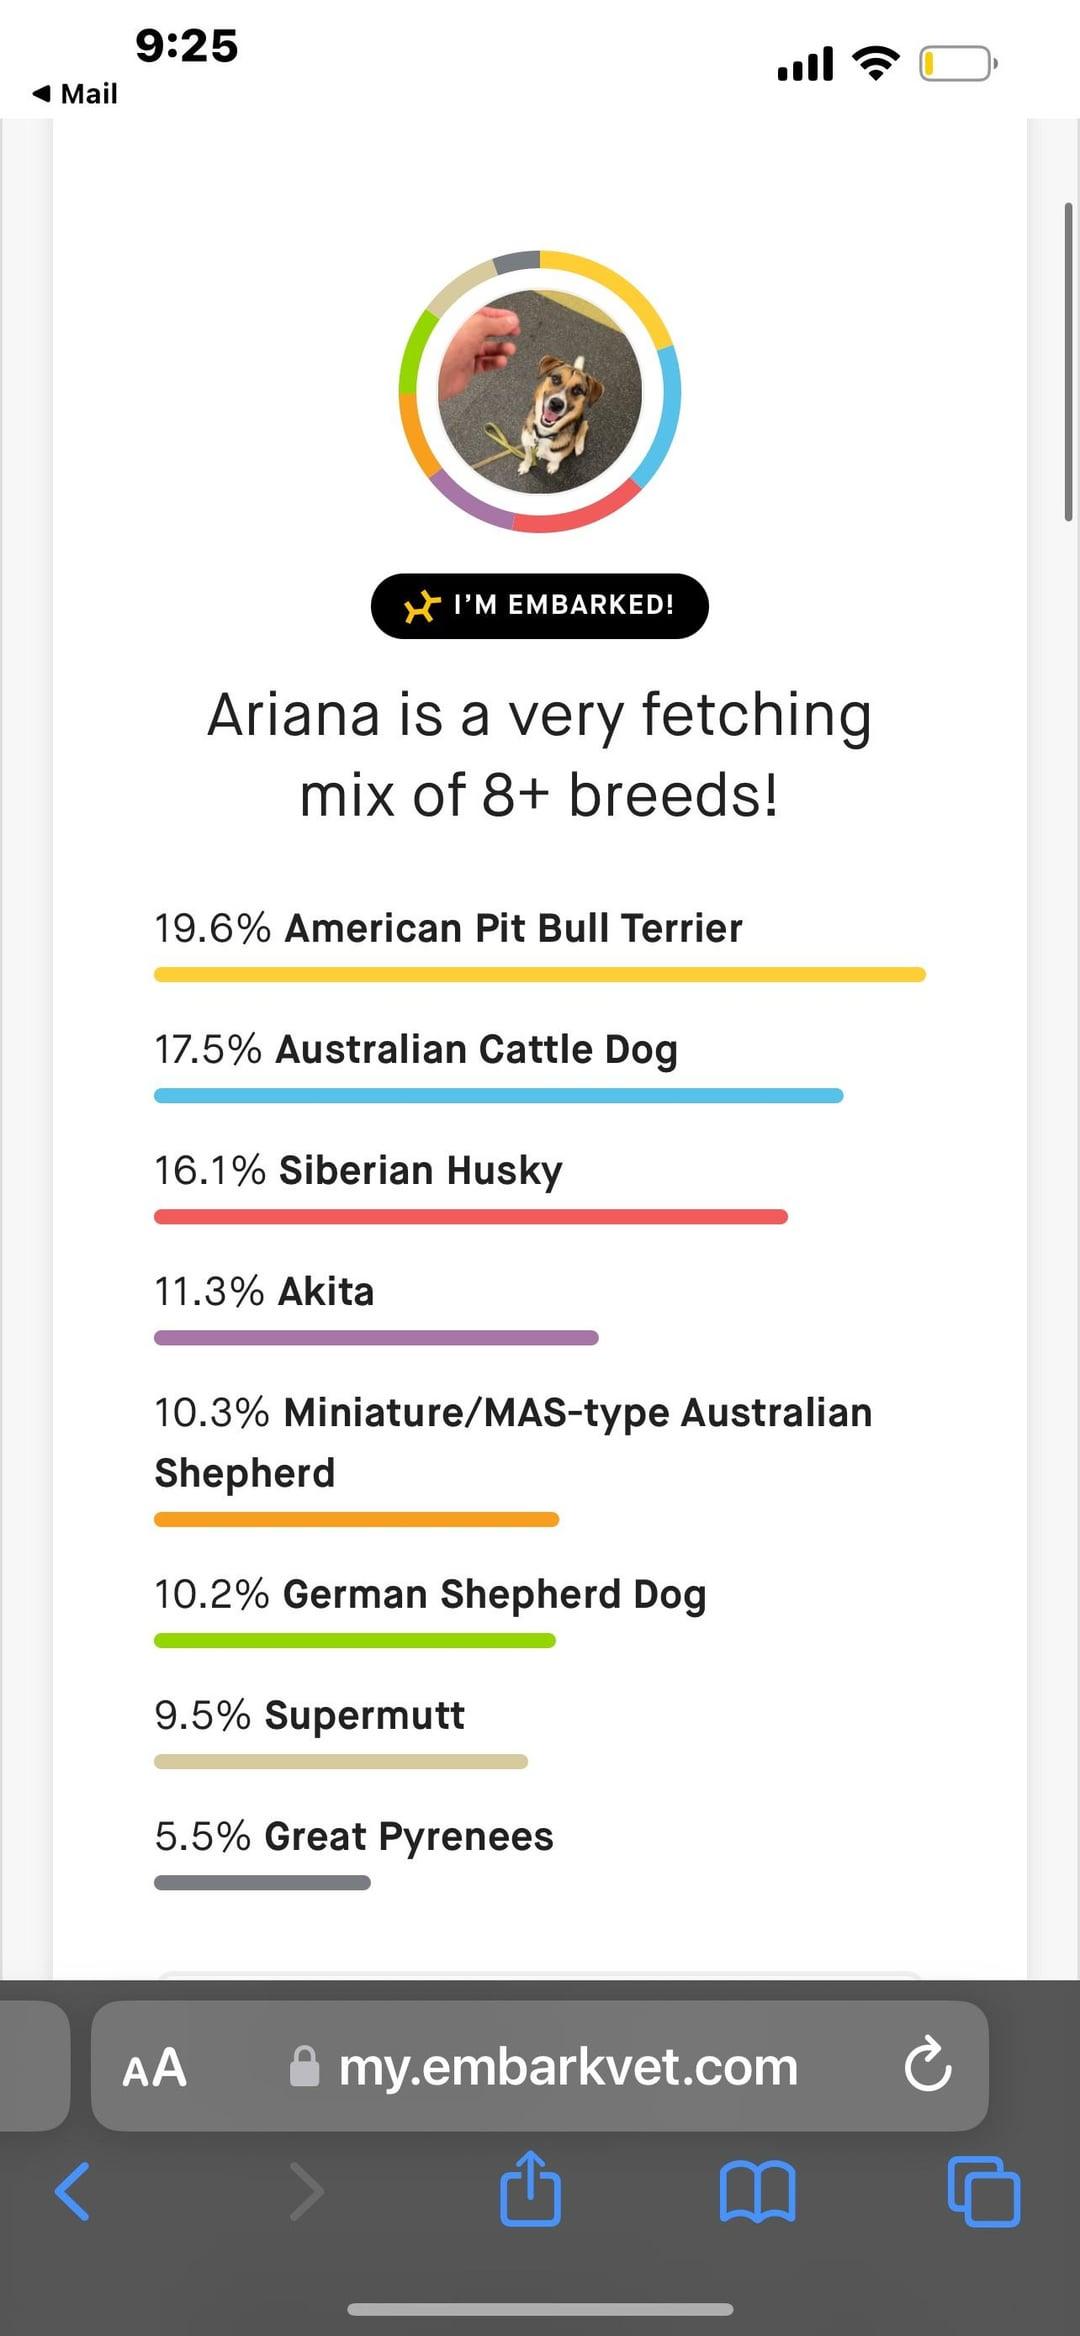 9:25
◀ Mail
I'M EMBARKED!
Ariana is a very fetching
mix of 8+ breeds!
19.6% American Pit Bull Terrier
17.5% Australian Cattle Dog
16.1% Siberian Husky
11.3% Akita
10.3% Miniature/MAS-type Australian
Shepherd
10.2% German Shepherd Dog
9.5% Supermutt
5.5% Great Pyrenees
AA my.embarkvet.com